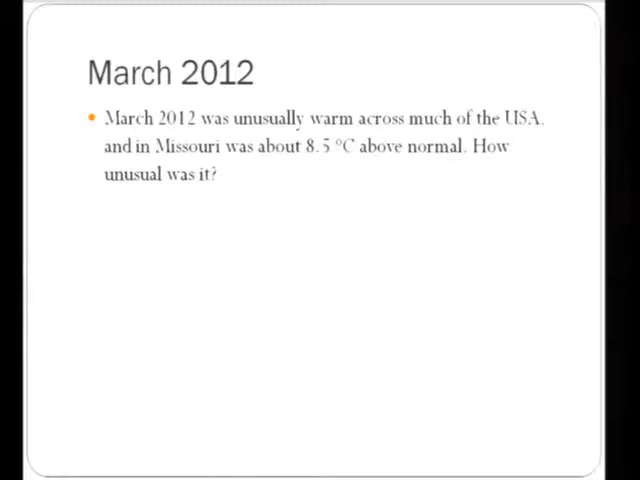 March 2012
• March 2012 was unusually warm across much of the USA,
and in Missouri was about 8.5 °C above normal. How
unusual was it?